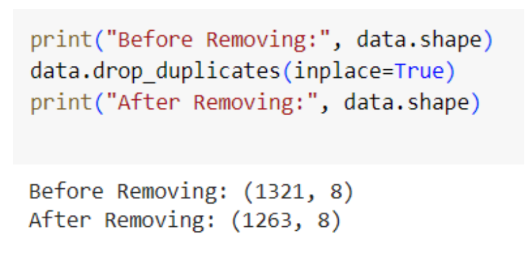 print("Before Removing:", data.shape)
data.drop_duplicates(inplace=True)
print("After Removing:", data.shape)
Before Removing: (1321, 8)
After Removing: (1263, 8)